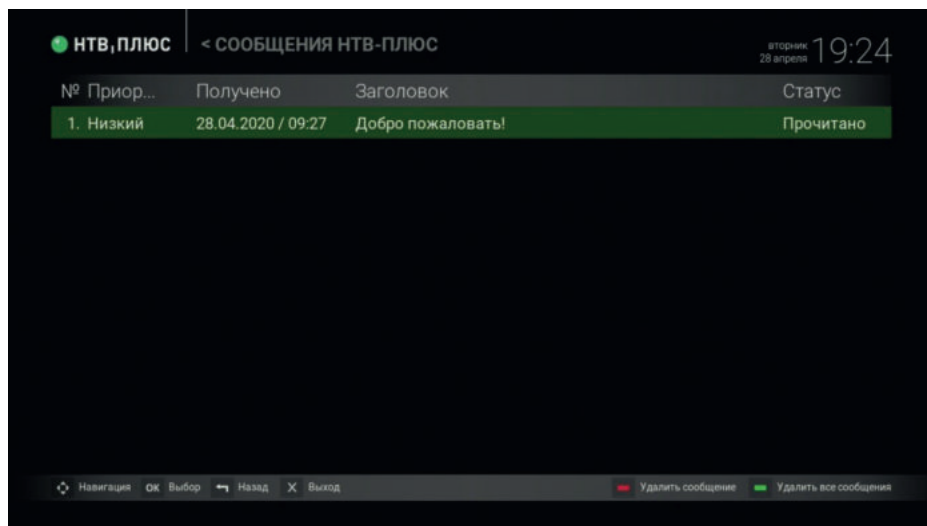 НТВ‚ПЛЮС < СООБЩЕНИЯ НТВ-ПЛЮС
вторник
28 апреля 19:24
№ Приор... Получено Заголовок Статус
1. Низкий 28.04.2020 / 09:27 Добро пожаловать! Прочитано
Навигация OK Выбор Назад X Выход Удалить сообщение Удалить все сообщения